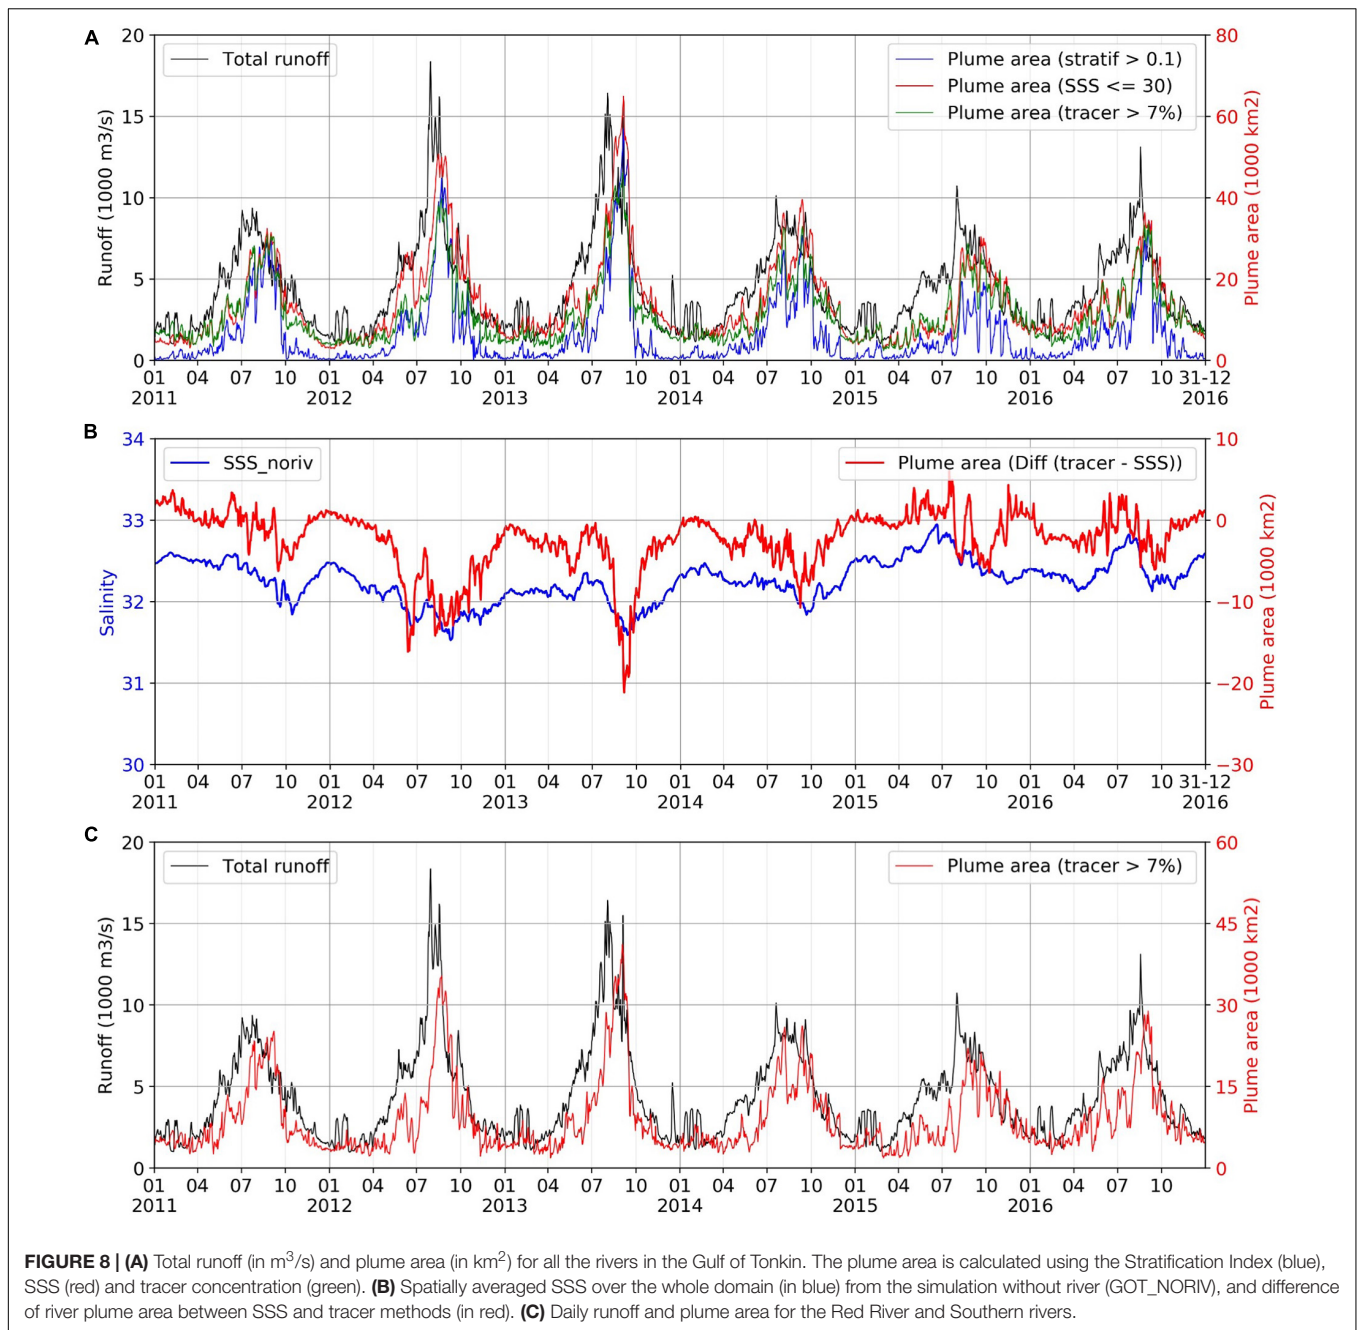 A
Total runoff
Plume area (stratif > 0.1)
Plume area (SSS <= 30)
Plume area (tracer > 7%)
Runoff (1000 m3/s)
20
15
10
5
0
Plume area (1000 km2)
80
60
40
20
0
01 04 07 10 01 04 07 10 01 04 07 10 01 04 07 10 01 04 07 10 01 04 07 10 31-12
2011 2012 2013 2014 2015 2016 2016
B
SSS_noriv
Plume area (Diff (tracer - SSS))
Salinity
34
33
32
31
30
Plume area (1000 km2)
10
0
−10
−20
−30
01 04 07 10 01 04 07 10 01 04 07 10 01 04 07 10 01 04 07 10 01 04 07 10 31-12
2011 2012 2013 2014 2015 2016 2016
C
Total runoff
Plume area (tracer > 7%)
Runoff (1000 m3/s)
20
15
10
5
0
Plume area (1000 km2)
60
45
30
15
0
01 04 07 10 01 04 07 10 01 04 07 10 01 04 07 10 01 04 07 10 01 04 07 10
2011 2012 2013 2014 2015 2016
FIGURE 8 | (A) Total runoff (in m³/s) and plume area (in km²) for all the rivers in the Gulf of Tonkin. The plume area is calculated using the Stratification Index (blue),
SSS (red) and tracer concentration (green). (B) Spatially averaged SSS over the whole domain (in blue) from the simulation without river (GOT_NORIV), and difference
of river plume area between SSS and tracer methods (in red). (C) Daily runoff and plume area for the Red River and Southern rivers.